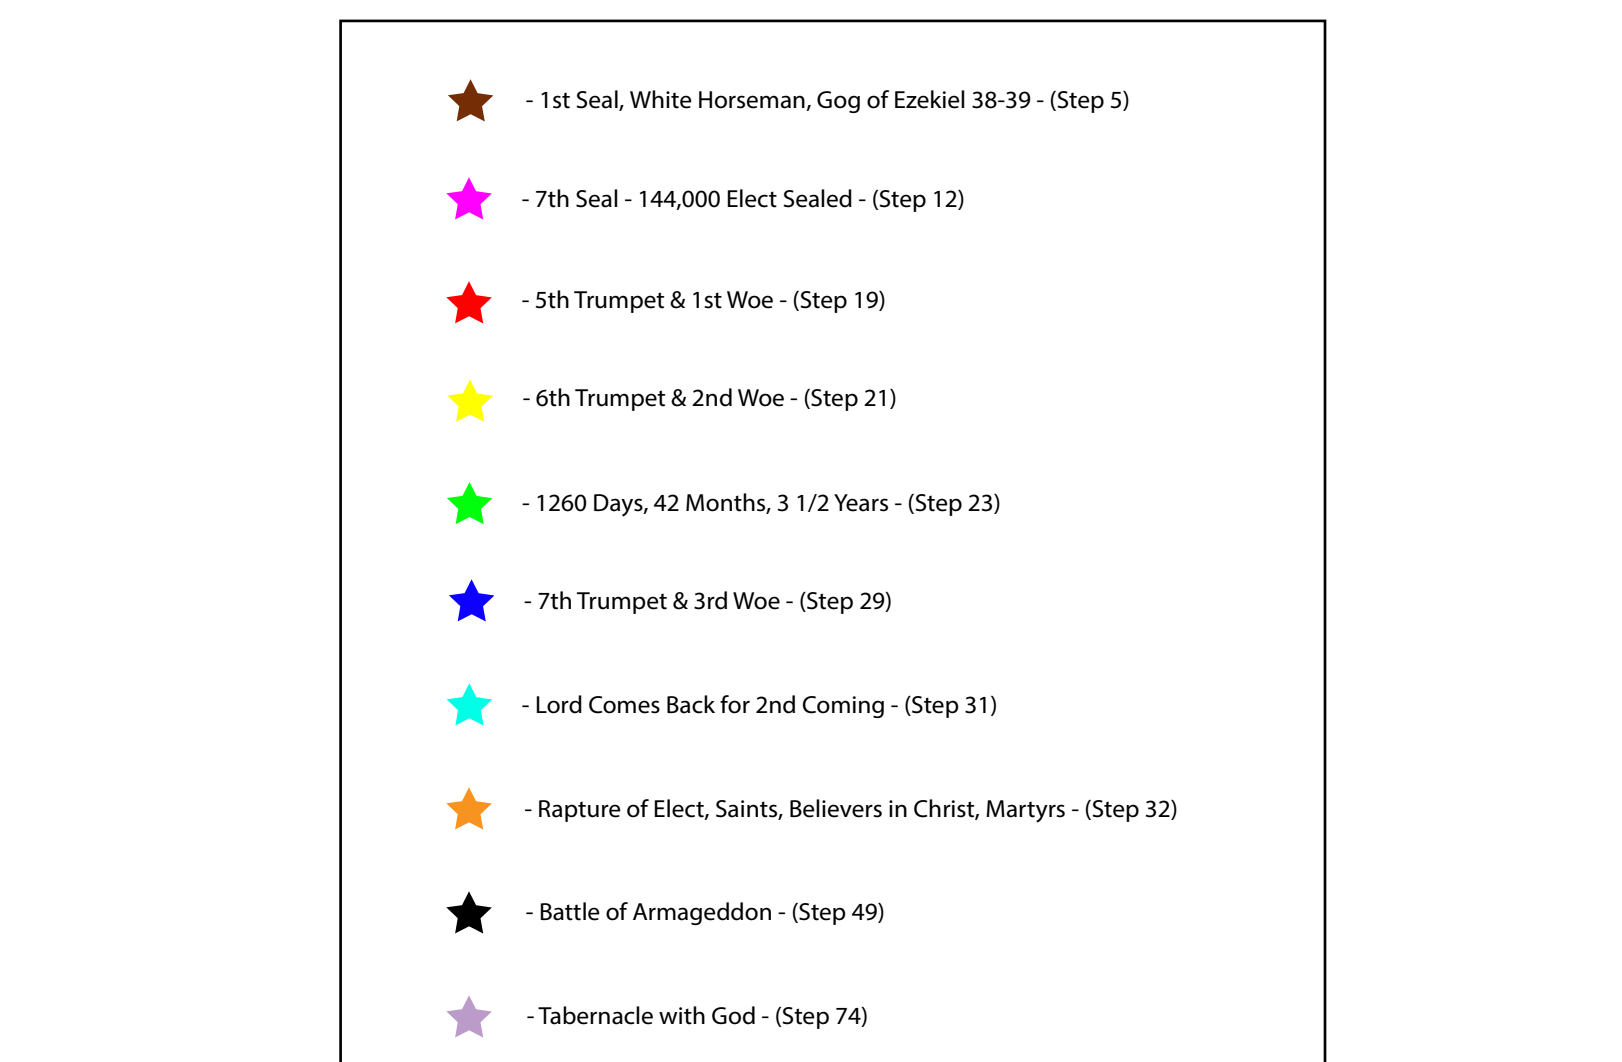 - 1st Seal, White Horseman, Gog of Ezekiel 38-39 - (Step 5)
- 7th Seal - 144,000 Elect Sealed - (Step 12)
- 5th Trumpet & 1st Woe - (Step 19)
- 6th Trumpet & 2nd Woe - (Step 21)
- 1260 Days, 42 Months, 3 1/2 Years - (Step 23)
- 7th Trumpet & 3rd Woe - (Step 29)
- Lord Comes Back for 2nd Coming - (Step 31)
- Rapture of Elect, Saints, Believers in Christ, Martyrs - (Step 32)
- Battle of Armageddon - (Step 49)
- Tabernacle with God - (Step 74)